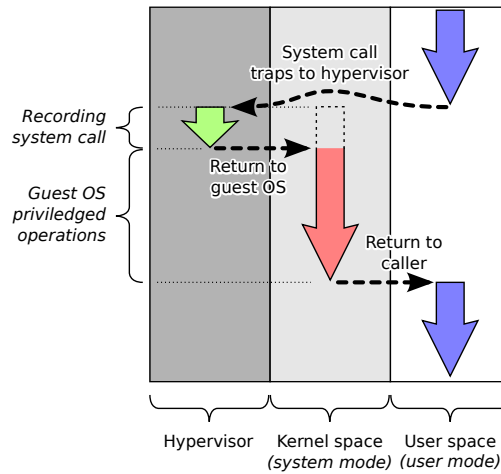 System call
traps to hypervisor
Recording
system call
Return to
guest OS
Guest OS
priviledged
operations
Return to
caller
Hypervisor
Kernel space
(system mode)
User space
(user mode)